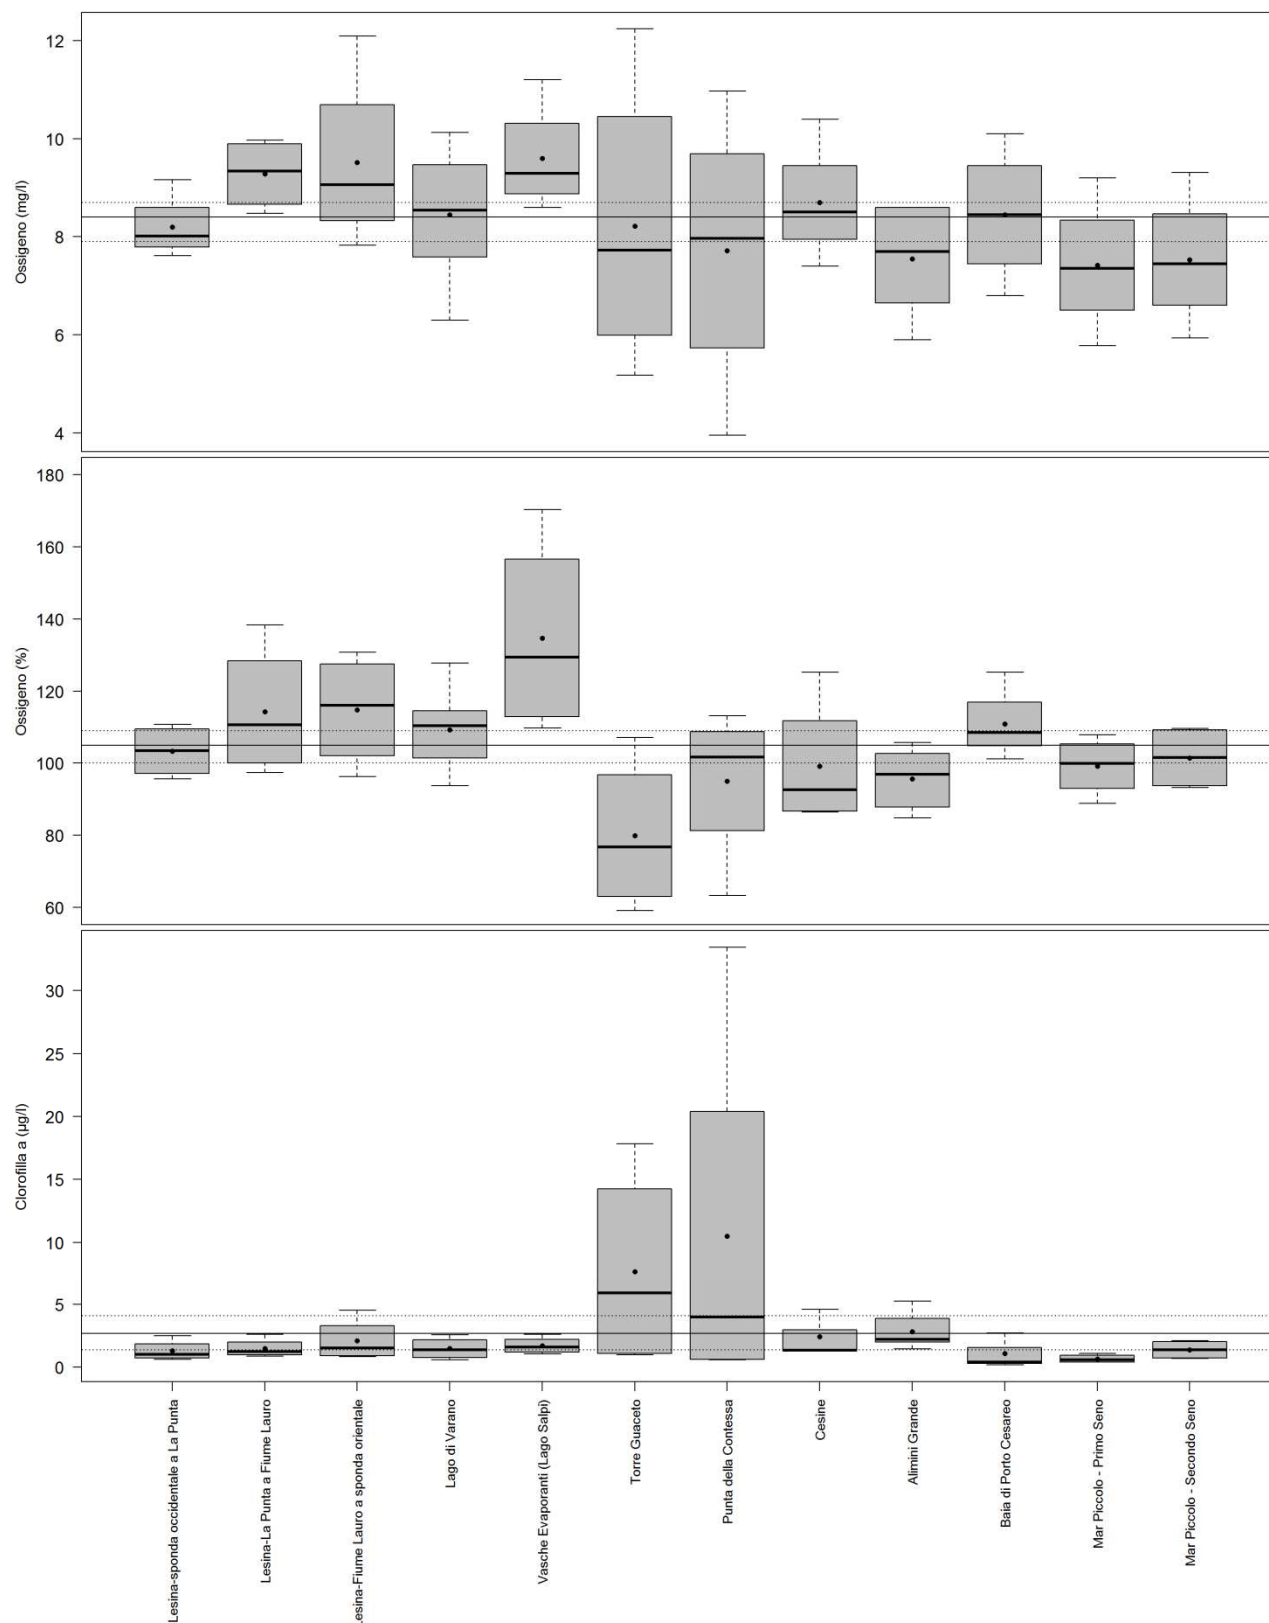 12
10
8
6
4
Ossigeno (mg/l)
180
160
140
120
100
80
60
Ossigeno (%)
30
25
20
15
10
5
0
Clorofilla a (µg/l)
Lesina-sponda occidentale a La Punta
Lesina-La Punta a Fiume Lauro
Lesina-Fiume Lauro a sponda orientale
Lago di Varano
Vasche Evaporanti (Lago Salpi)
Torre Guaceto
Punta della Contessa
Cesine
Alimini Grande
Baia di Porto Cesareo
Mar Piccolo - Primo Seno
Mar Piccolo - Secondo Seno